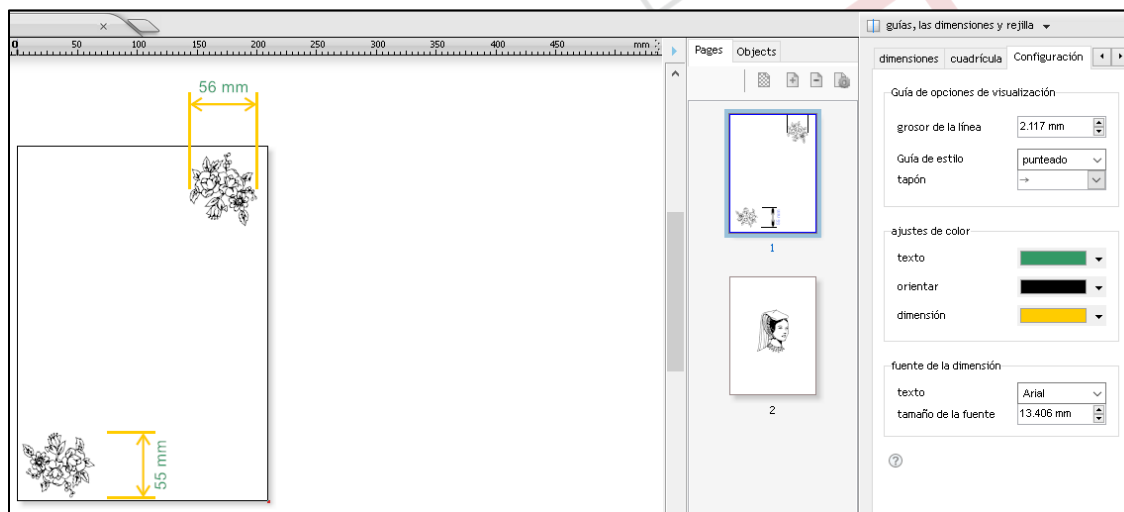 0 50 100 150 200 250 300 350 400 450 mm
56 mm
55 mm
Pages Objects
1
2
guías, las dimensiones y rejilla
dimensiones cuadrícula Configuración
Guía de opciones de visualización
grosor de la línea 2.117 mm
Guía de estilo punteado
tapón
ajustes de color
texto
orientar
dimensión
fuente de la dimensión
texto Arial
tamaño de la fuente 13.406 mm
?